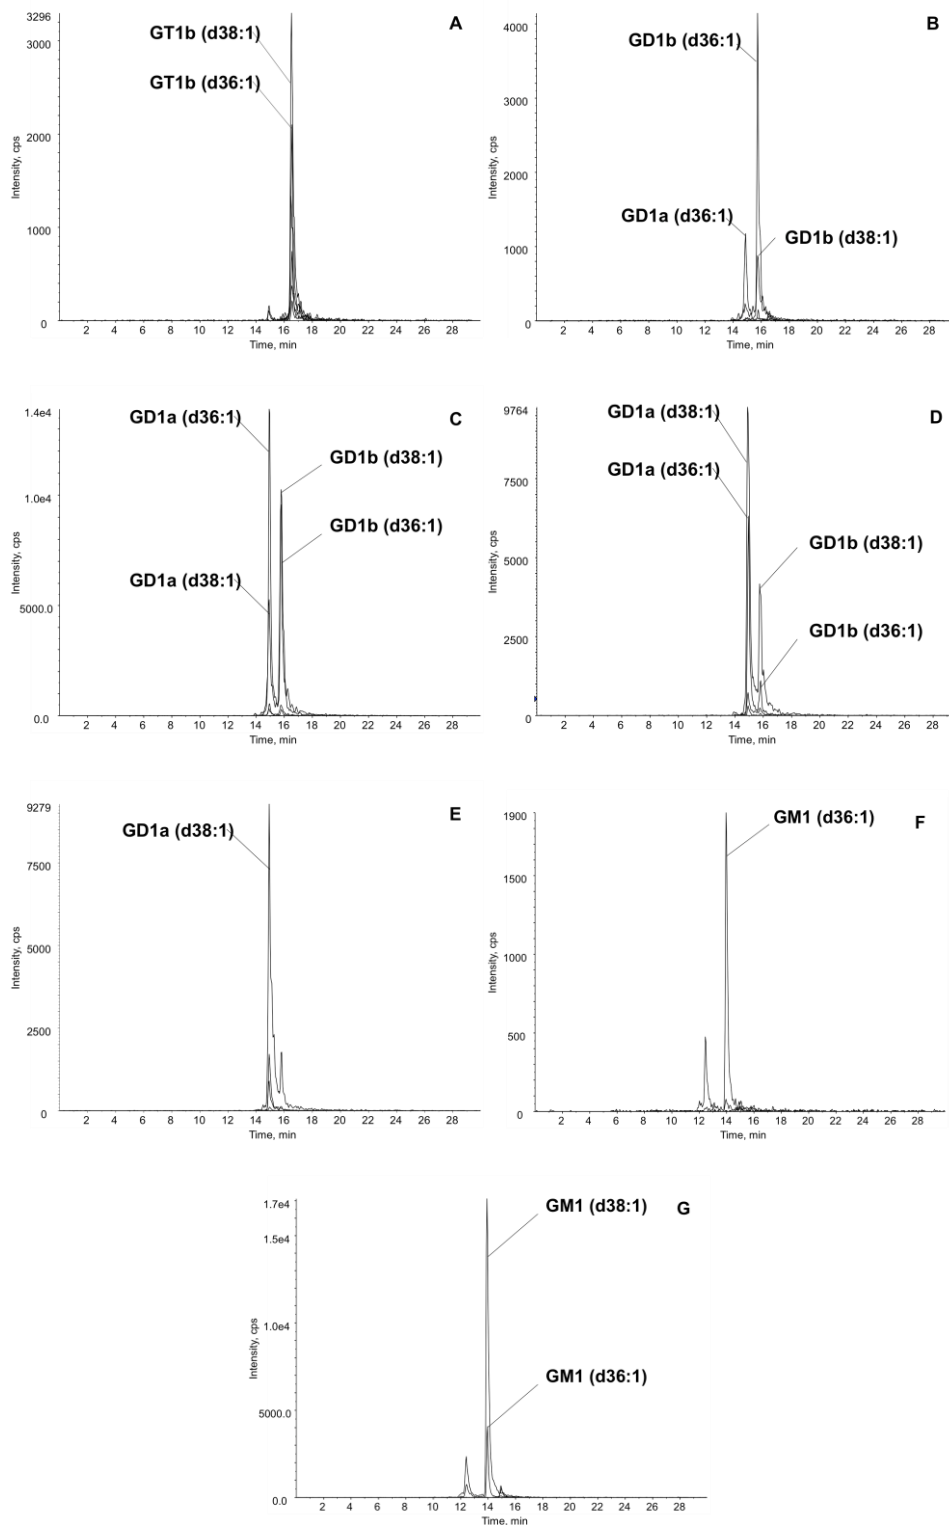 3296
3000
2000
1000
0
Intensity, cps
GT1b (d38:1)
GT1b (d36:1)
A
2 4 6 8 10 12 14 16 18 20 22 24 26 28
Time, min
4000
3000
2000
1000
0
Intensity, cps
B
GD1b (d36:1)
GD1a (d36:1)
GD1b (d38:1)
2 4 6 8 10 12 14 16 18 20 22 24 26 28
Time, min
1.4e4
1.0e4
5000.0
0.0
Intensity, cps
GD1a (d36:1)
C
GD1b (d38:1)
GD1b (d36:1)
GD1a (d38:1)
2 4 6 8 10 12 14 16 18 20 22 24 26 28
Time, min
9764
7500
5000
2500
0
Intensity, cps
GD1a (d38:1)
D
GD1a (d36:1)
GD1b (d38:1)
GD1b (d36:1)
2 4 6 8 10 12 14 16 18 20 22 24 26 28
Time, min
9279
7500
5000
2500
0
Intensity, cps
E
GD1a (d38:1)
2 4 6 8 10 12 14 16 18 20 22 24 26 28
Time, min
1900
1500
1000
500
0
Intensity, cps
GM1 (d36:1)
F
2 4 6 8 10 12 14 16 18 20 22 24 26 28
Time, min
1.7e4
1.5e4
1.0e4
5000.0
0.0
Intensity, cps
GM1 (d38:1)
G
GM1 (d36:1)
2 4 6 8 10 12 14 16 18 20 22 24 26 28
Time, min